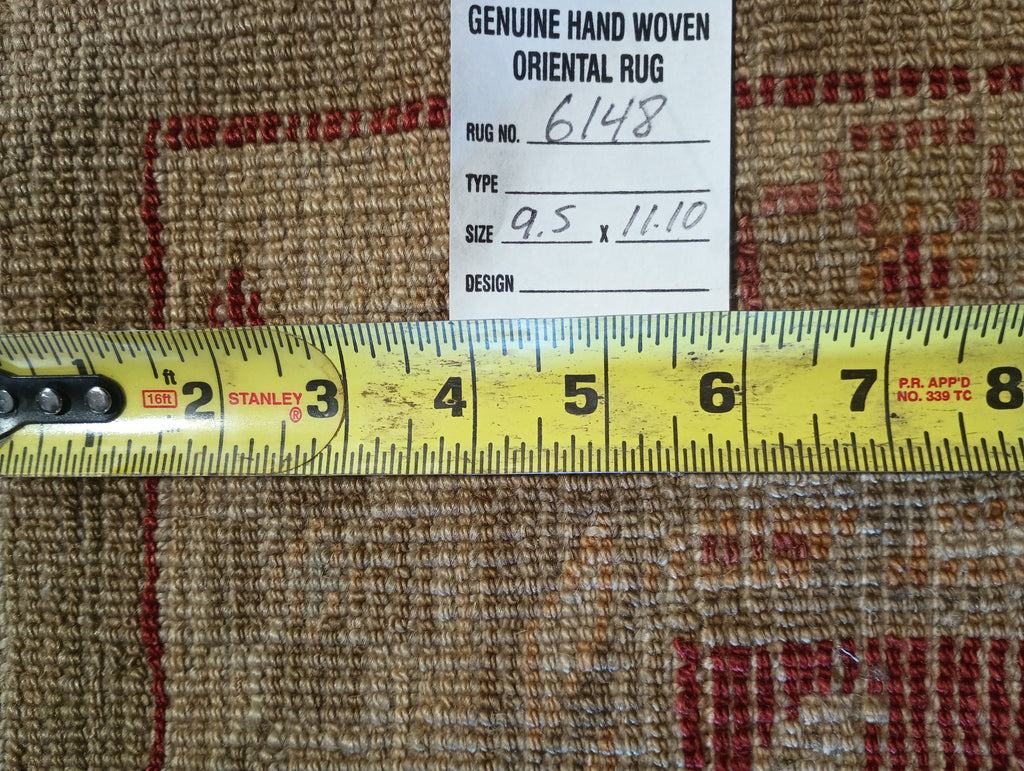 GENUINE HAND WOVEN
ORIENTAL RUG
RUG NO. 6148
TYPE
SIZE 9.5 X 11.10
DESIGN
1 2 3 4 5 6 7 8
ft
16ft
STANLEY®
P.R. APP'D
NO. 339 TC